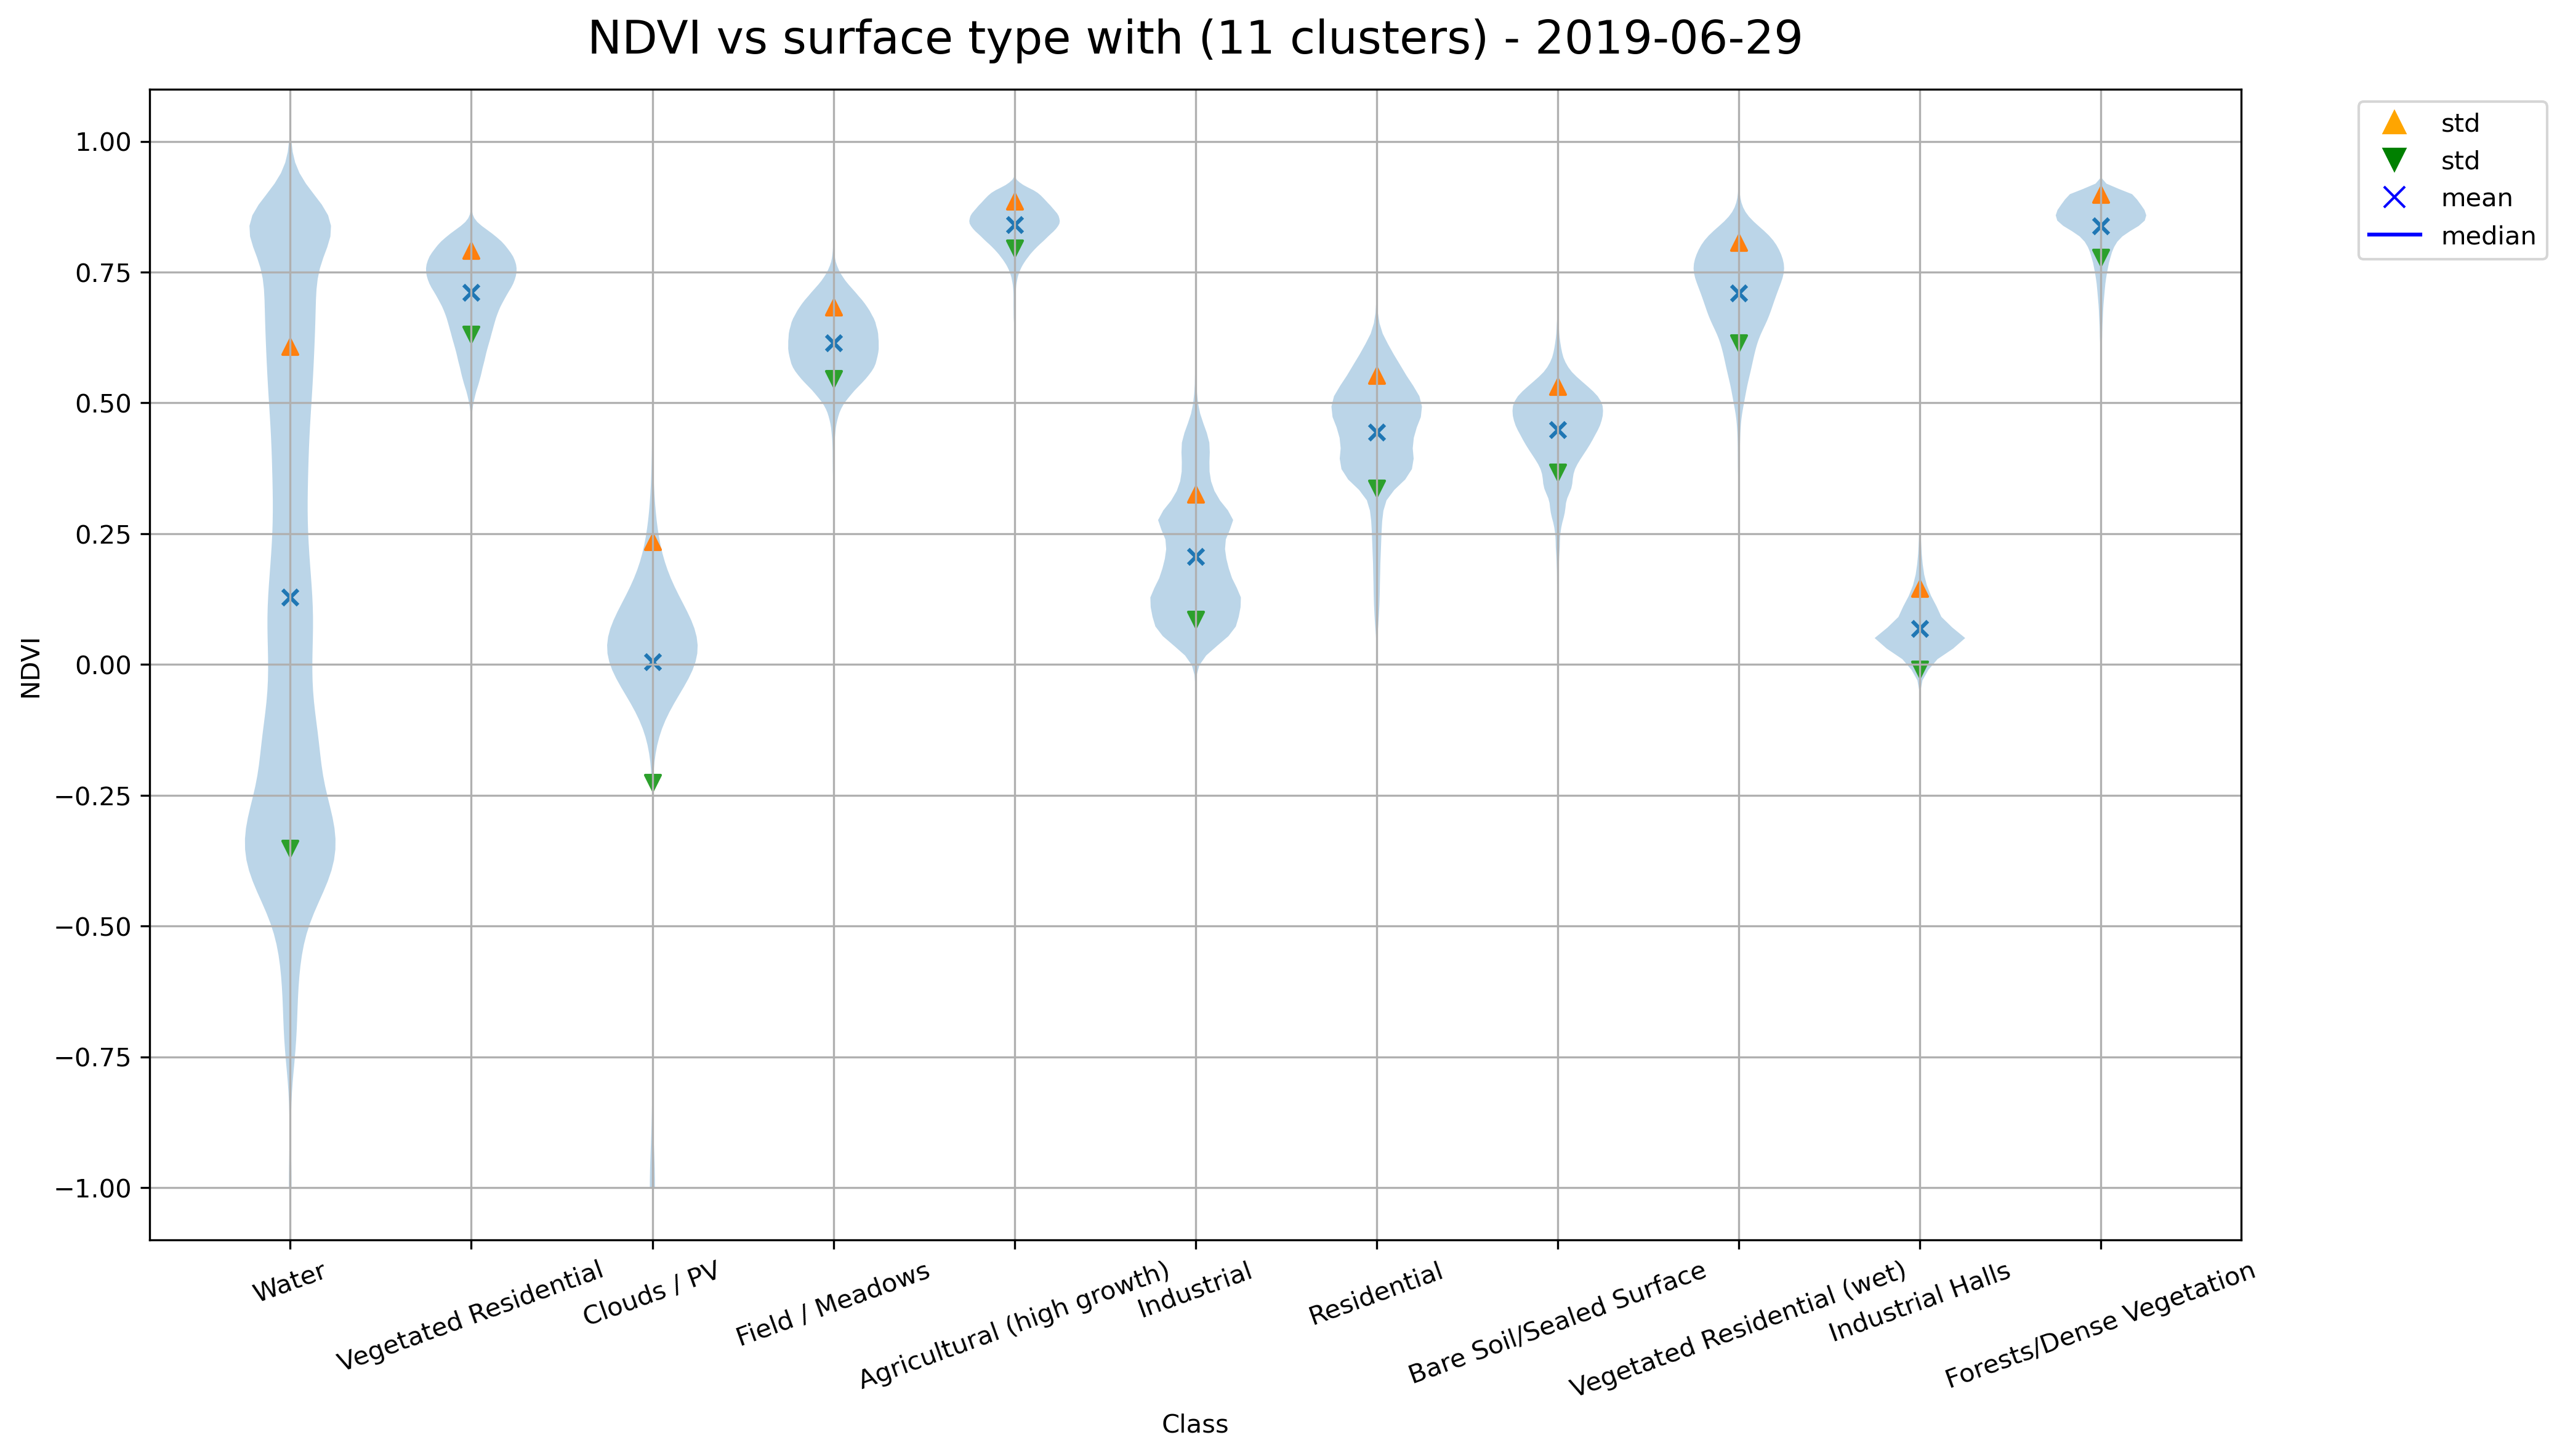 NDVI vs surface type with (11 clusters) - 2019-06-29
std
std
mean
median
NDVI
1.00
0.75
0.50
0.25
0.00
−0.25
−0.50
−0.75
−1.00
Water
Vegetated Residential
Clouds / PV
Field / Meadows
Agricultural (high growth)
Industrial
Residential
Bare Soil/Sealed Surface
Vegetated Residential (wet)
Industrial Halls
Forests/Dense Vegetation
Class